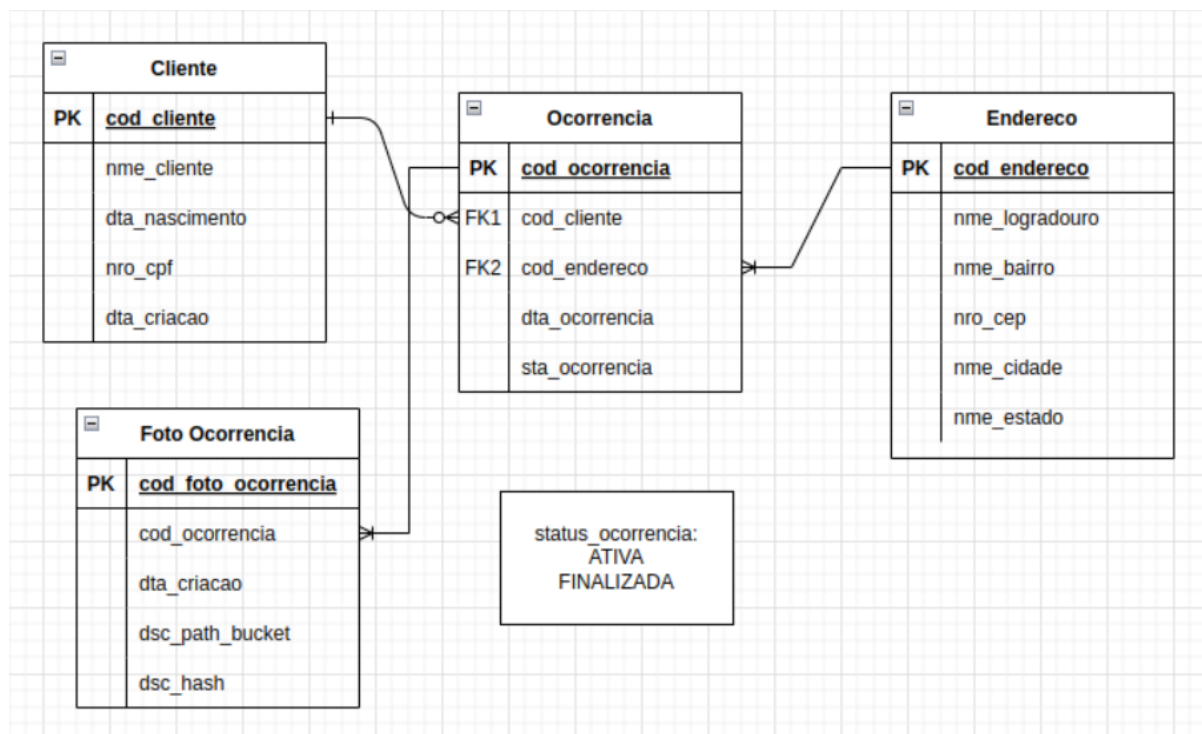 Cliente
PK cod_cliente
nme_cliente
dta_nascimento
nro_cpf
dta_criacao
Ocorrencia
PK cod_ocorrencia
FK1 cod_cliente
FK2 cod_endereco
dta_ocorrencia
sta_ocorrencia
Endereco
PK cod_endereco
nme_logradouro
nme_bairro
nro_cep
nme_cidade
nme_estado
Foto Ocorrencia
PK cod_foto_ocorrencia
cod_ocorrencia
dta_criacao
dsc_path_bucket
dsc_hash
status_ocorrencia:
ATIVA
FINALIZADA